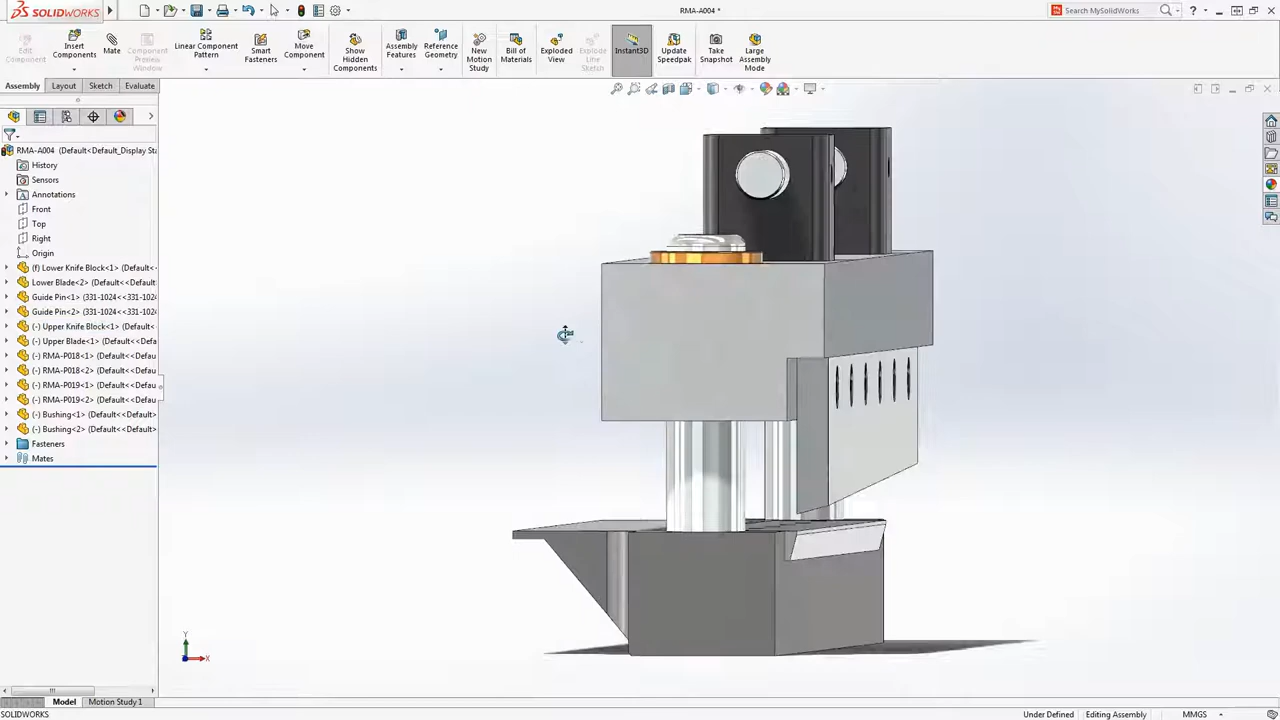 SOLIDWORKS
RMA-A004 *
Search MySolidWorks
Edit Component
Insert Components
Mate
Component Preview Window
Linear Component Pattern
Smart Fasteners
Move Component
Show Hidden Components
Assembly Features
Reference Geometry
New Motion Study
Bill of Materials
Exploded View
Explode Line Sketch
Instant3D
Update Speedpak
Take Snapshot
Large Assembly Mode
Assembly Layout Sketch Evaluate
RMA-A004 (Default<Default_Display Sta
History
Sensors
Annotations
Front
Top
Right
Origin
(f) Lower Knife Block<1> (Default<
Lower Blade<2> (Default<<Default
Guide Pin<1> (331-1024<<331-1024
Guide Pin<2> (331-1024<<331-1024
(-) Upper Knife Block<1> (Default<
(-) Upper Blade<1> (Default<<Defau
(-) RMA-P018<1> (Default<<Defau
(-) RMA-P018<2> (Default<<Defau
(-) RMA-P019<1> (Default<<Defau
(-) RMA-P019<2> (Default<<Defau
(-) Bushing<1> (Default<<Default>
(-) Bushing<2> (Default<<Default>
Fasteners
Mates
Y
X
Model Motion Study 1
SOLIDWORKS
Under Defined
Editing Assembly
MMGS